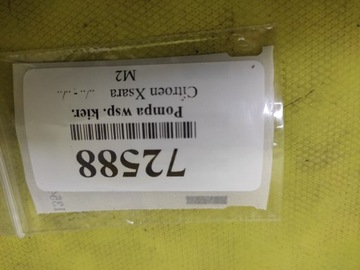 Pompa wsp. kier.
Citroen Xsara
M2
72588